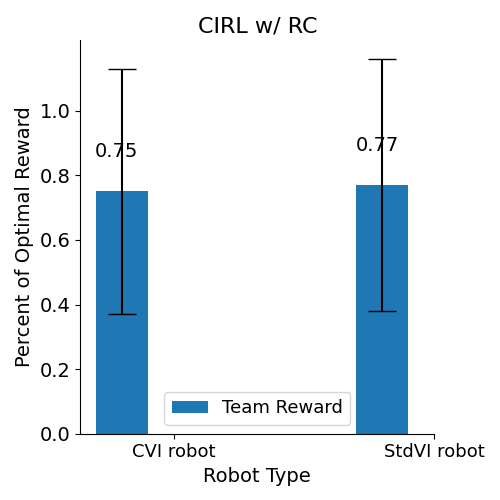 CIRL w/ RC
Percent of Optimal Reward
1.0
0.8
0.6
0.4
0.2
0.0
0.75
0.77
Team Reward
CVI robot
StdVI robot
Robot Type